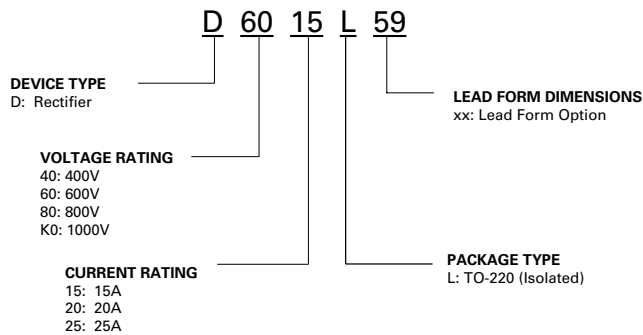 D 60 15 L 59
DEVICE TYPE
D: Rectifier
VOLTAGE RATING
40: 400V
60: 600V
80: 800V
K0: 1000V
CURRENT RATING
15: 15A
20: 20A
25: 25A
LEAD FORM DIMENSIONS
xx: Lead Form Option
PACKAGE TYPE
L: TO-220 (Isolated)